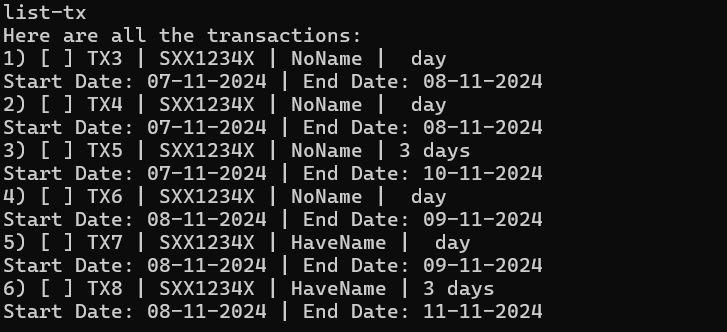 list-tx
Here are all the transactions:
1) [ ] TX3 | SXX1234X | NoName |  day
Start Date: 07-11-2024 | End Date: 08-11-2024
2) [ ] TX4 | SXX1234X | NoName |  day
Start Date: 07-11-2024 | End Date: 08-11-2024
3) [ ] TX5 | SXX1234X | NoName | 3 days
Start Date: 07-11-2024 | End Date: 10-11-2024
4) [ ] TX6 | SXX1234X | NoName |  day
Start Date: 08-11-2024 | End Date: 09-11-2024
5) [ ] TX7 | SXX1234X | HaveName |  day
Start Date: 08-11-2024 | End Date: 09-11-2024
6) [ ] TX8 | SXX1234X | HaveName | 3 days
Start Date: 08-11-2024 | End Date: 11-11-2024